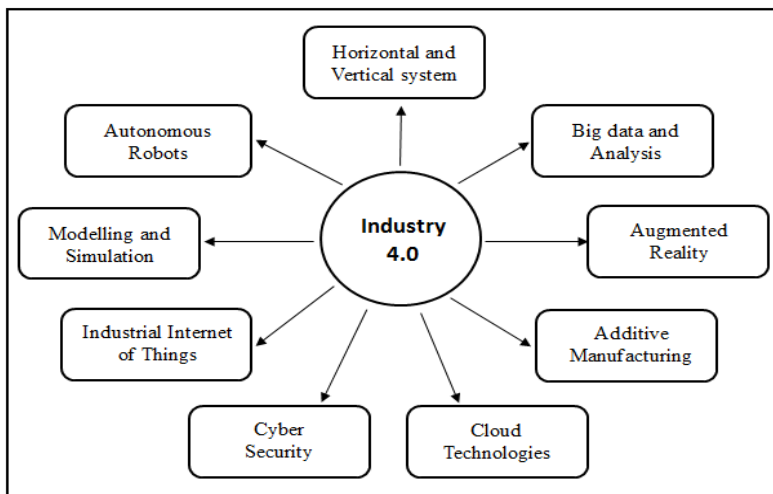 Horizontal and
Vertical system
Autonomous
Robots
Big data and
Analysis
Industry
4.0
Modelling and
Simulation
Augmented
Reality
Industrial Internet
of Things
Additive
Manufacturing
Cyber
Security
Cloud
Technologies